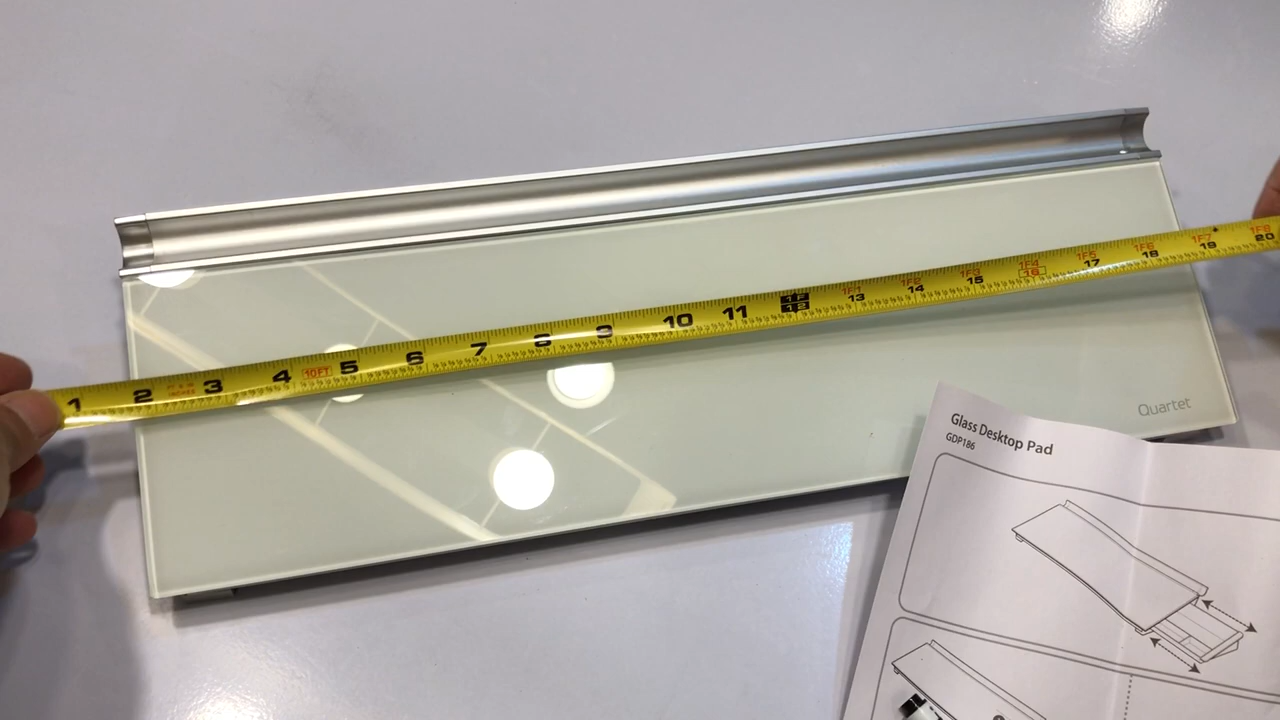 1 2 3 4 10FT 5 6 7 8 9 10 11 1F 12 1F1 13 1F2 14 1F3 15 1F4 16 1F5 17 1F6 18 1F7 19 1F8 20
Quartet
Glass Desktop Pad
GDP186